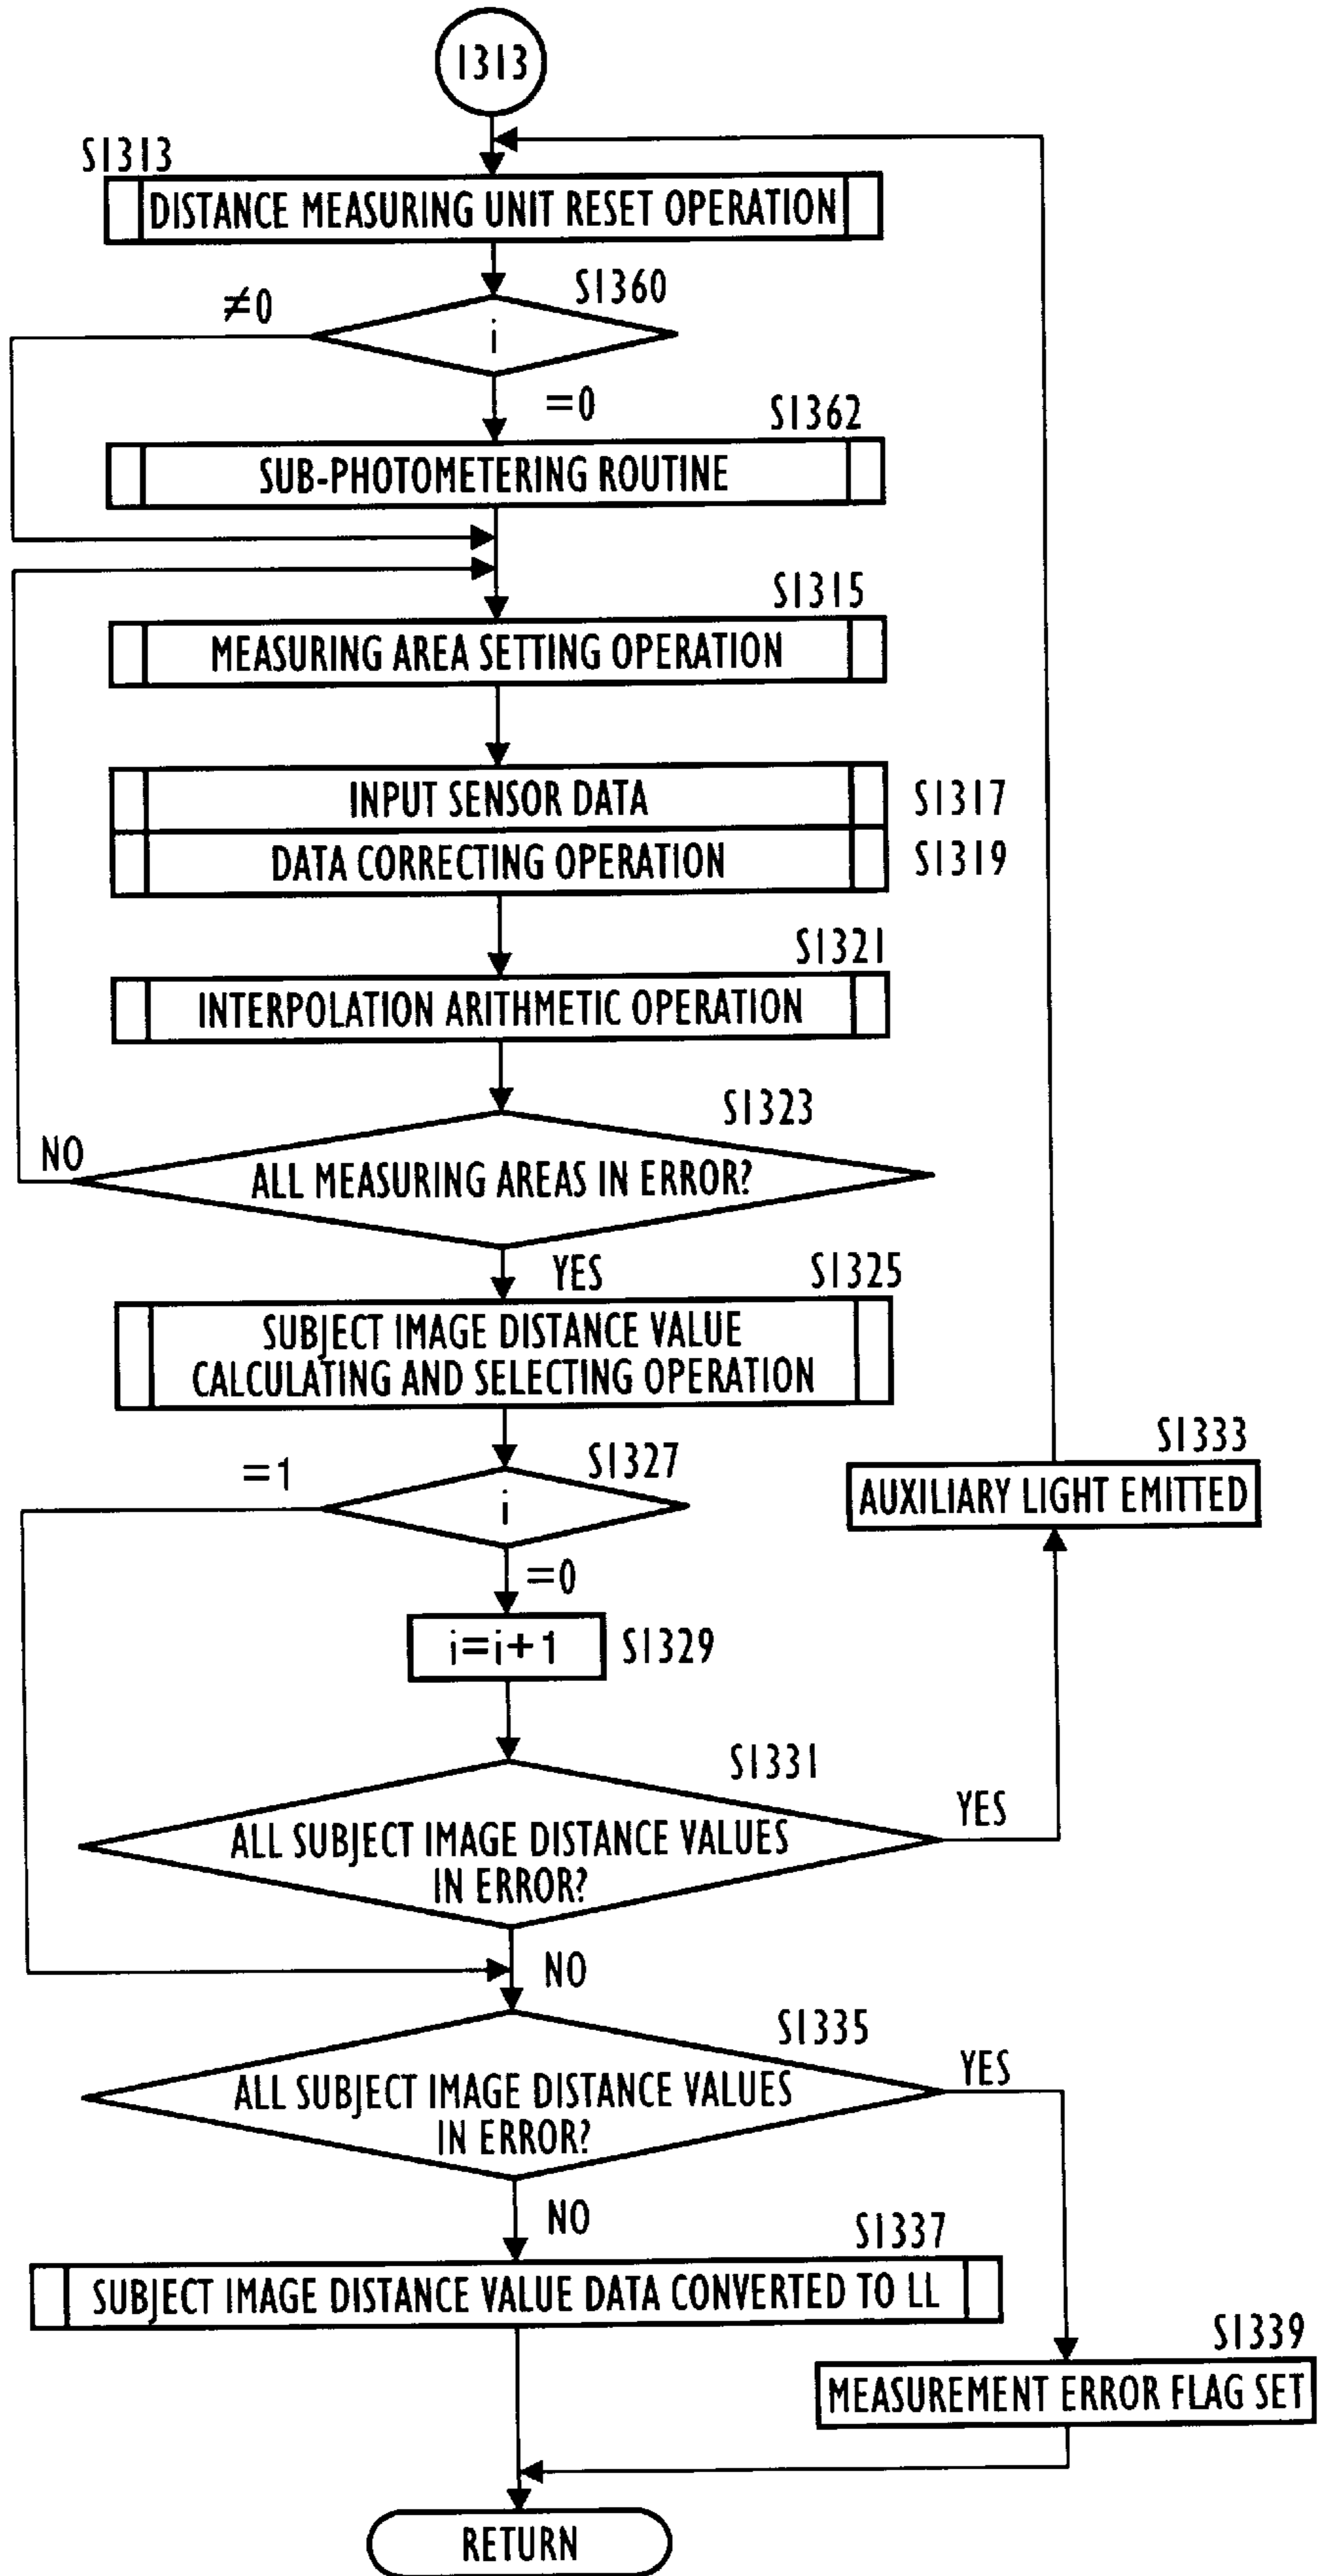 1313
S1313
DISTANCE MEASURING UNIT RESET OPERATION
S1360
≠0
i
=0
S1362
SUB-PHOTOMETERING ROUTINE
S1315
MEASURING AREA SETTING OPERATION
INPUT SENSOR DATA
S1317
DATA CORRECTING OPERATION
S1319
S1321
INTERPOLATION ARITHMETIC OPERATION
S1323
NO
ALL MEASURING AREAS IN ERROR?
YES
S1325
SUBJECT IMAGE DISTANCE VALUE
CALCULATING AND SELECTING OPERATION
=1
S1327
i
S1333
AUXILIARY LIGHT EMITTED
=0
i=i+1
S1329
S1331
YES
ALL SUBJECT IMAGE DISTANCE VALUES
IN ERROR?
NO
S1335
YES
ALL SUBJECT IMAGE DISTANCE VALUES
IN ERROR?
NO
S1337
SUBJECT IMAGE DISTANCE VALUE DATA CONVERTED TO LL
S1339
MEASUREMENT ERROR FLAG SET
RETURN